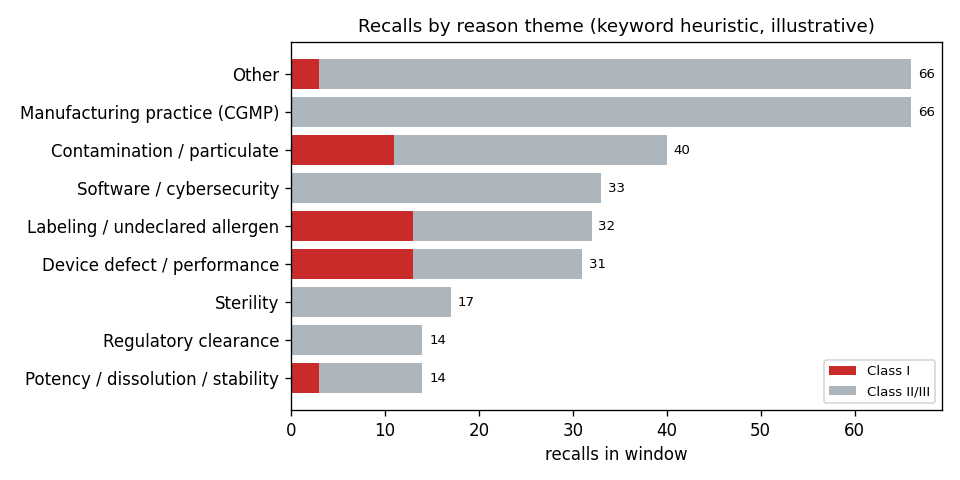 Recalls by reason theme (keyword heuristic, illustrative)
Other 66
Manufacturing practice (CGMP) 66
Contamination / particulate 40
Software / cybersecurity 33
Labeling / undeclared allergen 32
Device defect / performance 31
Sterility 17
Regulatory clearance 14
Potency / dissolution / stability 14
Class I
Class II/III
0 10 20 30 40 50 60
recalls in window